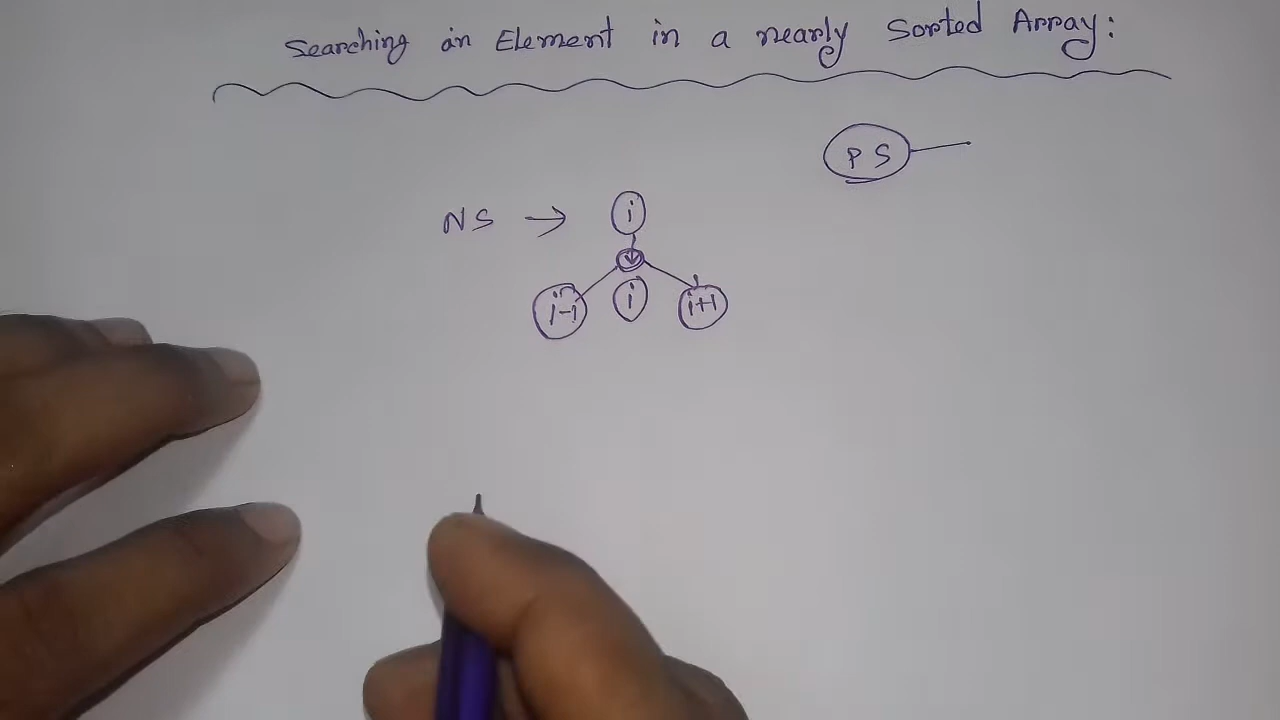 Searching an Element in a nearly Sorted Array:
PS
NS → i
i-1 i i+1